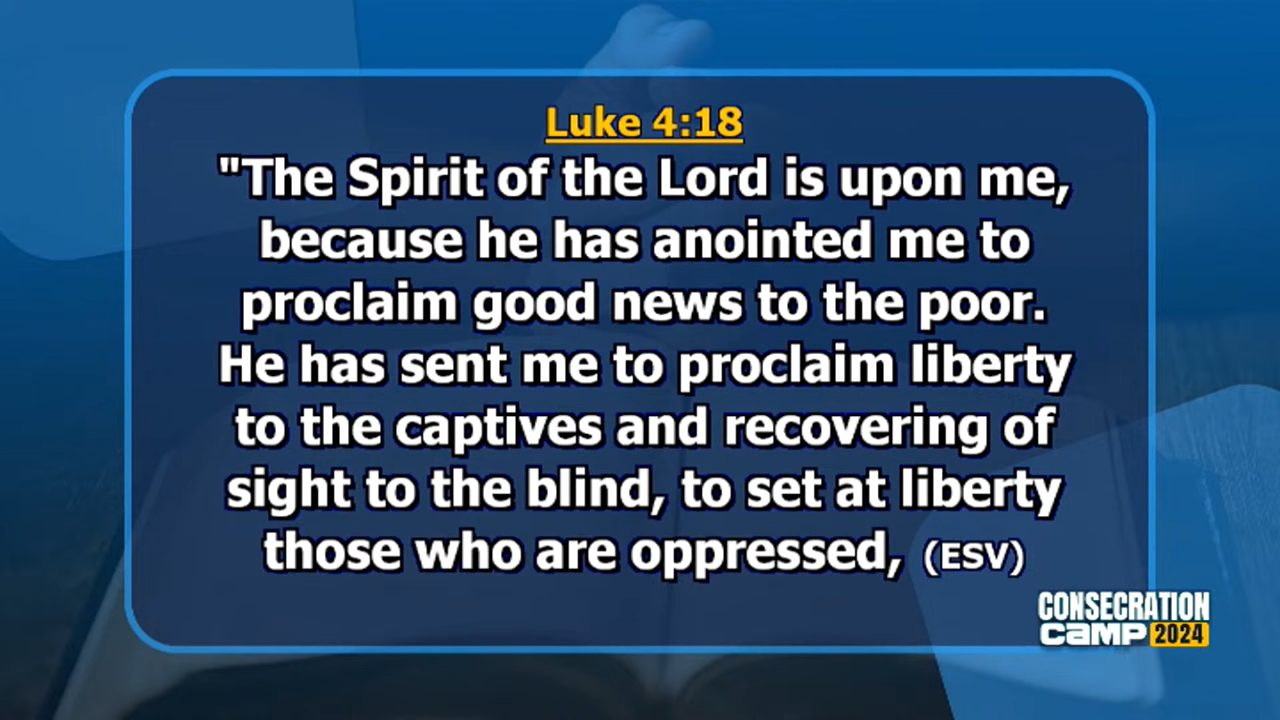 Luke 4:18
"The Spirit of the Lord is upon me,
because he has anointed me to
proclaim good news to the poor.
He has sent me to proclaim liberty
to the captives and recovering of
sight to the blind, to set at liberty
those who are oppressed, (ESV)
CONSECRATION
CAMP 2024